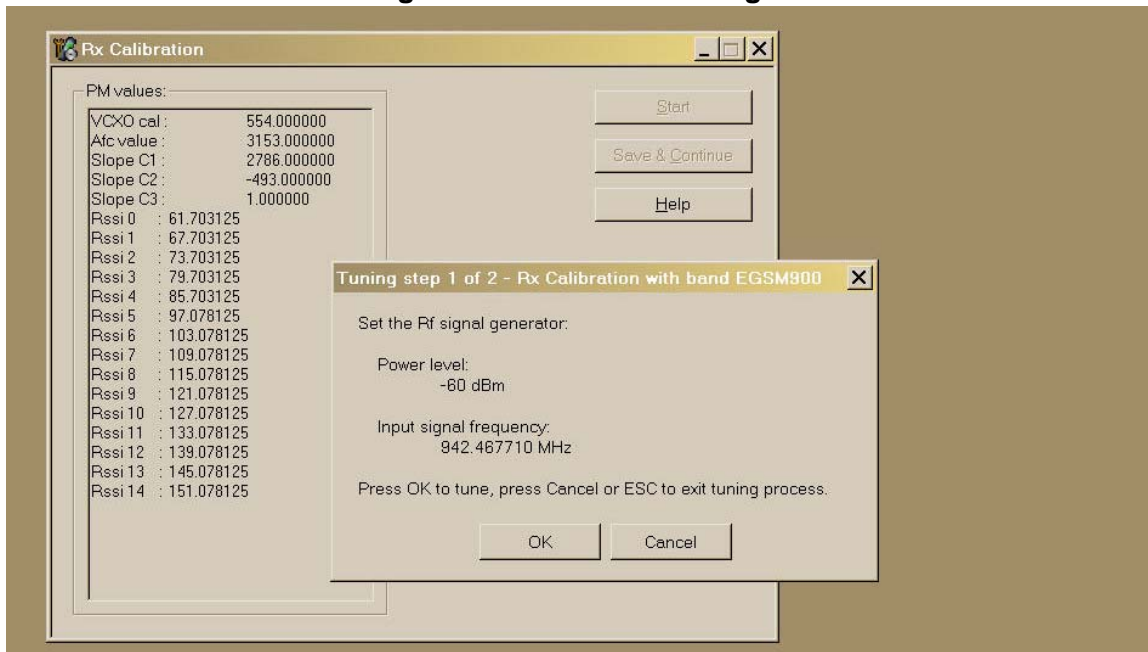 Rx Calibration
PM values:
VCXO cal : 554.000000
Afc value : 3153.000000
Slope C1 : 2786.000000
Slope C2 : -493.000000
Slope C3 : 1.000000
Rssi 0 : 61.703125
Rssi 1 : 67.703125
Rssi 2 : 73.703125
Rssi 3 : 79.703125
Rssi 4 : 85.703125
Rssi 5 : 97.078125
Rssi 6 : 103.078125
Rssi 7 : 109.078125
Rssi 8 : 115.078125
Rssi 9 : 121.078125
Rssi 10 : 127.078125
Rssi 11 : 133.078125
Rssi 12 : 139.078125
Rssi 13 : 145.078125
Rssi 14 : 151.078125
Start
Save & Continue
Help
Tuning step 1 of 2 - Rx Calibration with band EGSM900
Set the Rf signal generator:
Power level:
-60 dBm
Input signal frequency:
942.467710 MHz
Press OK to tune, press Cancel or ESC to exit tuning process.
OK
Cancel